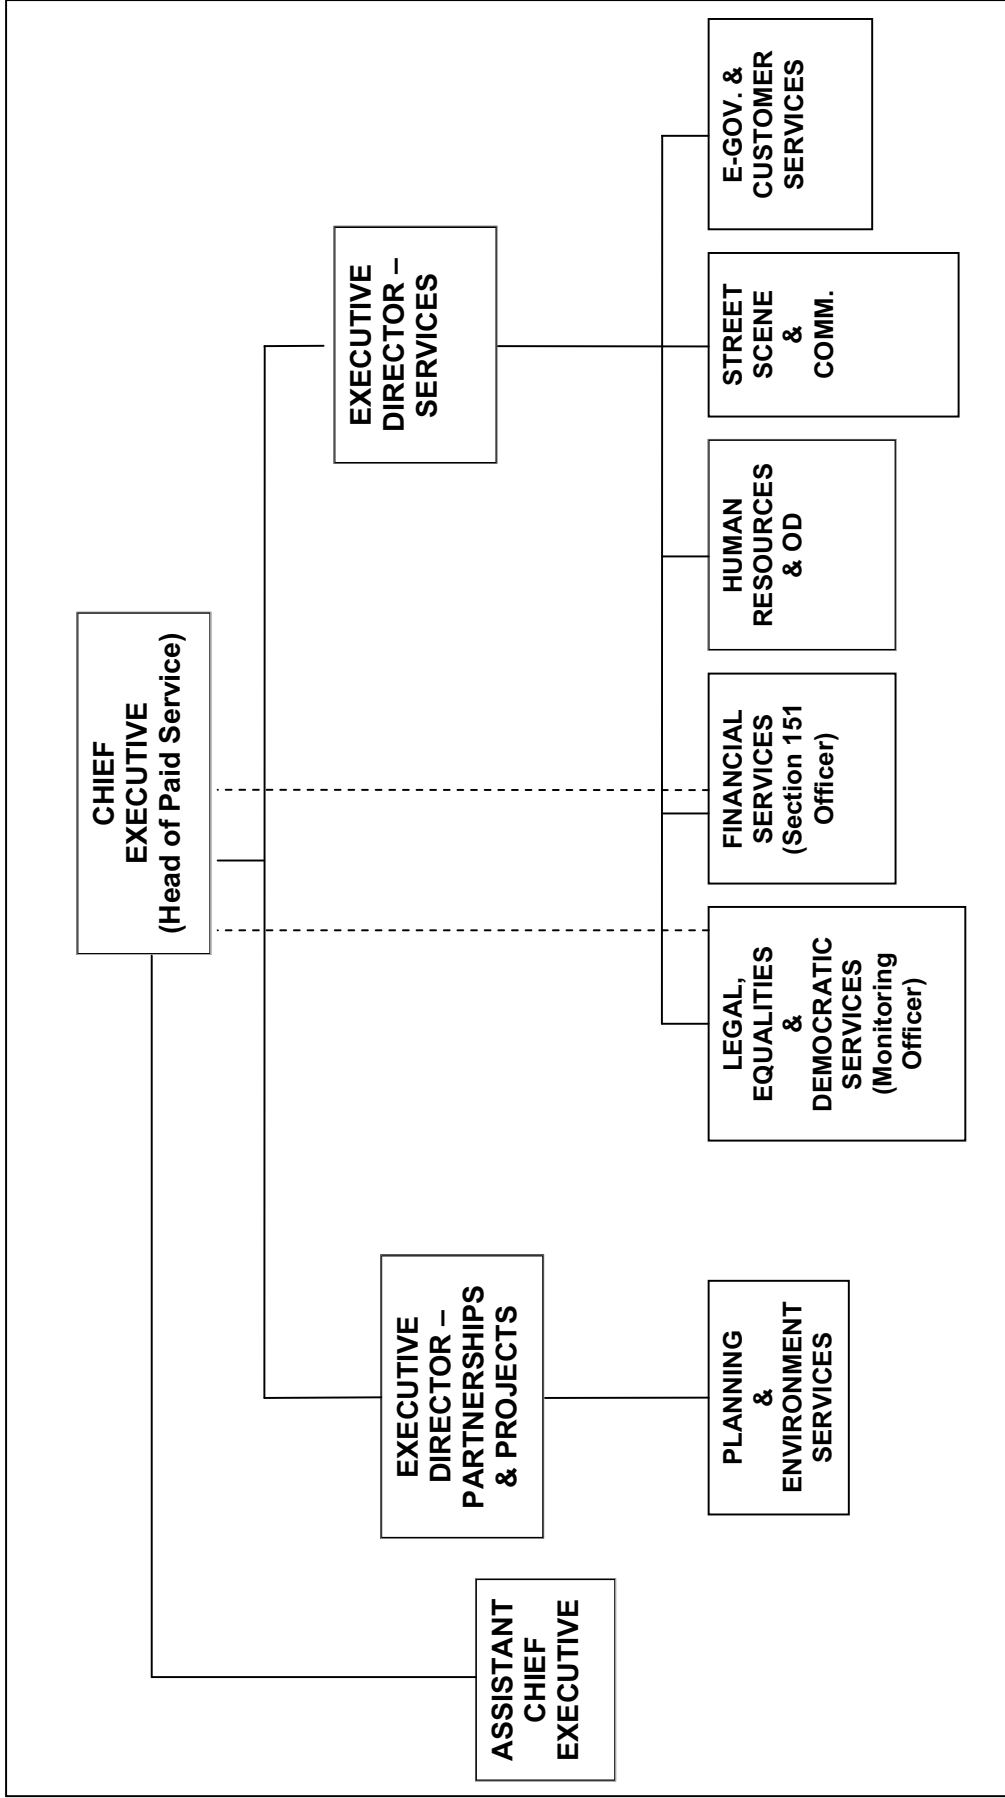 CHIEF
EXECUTIVE
(Head of Paid Service)
ASSISTANT
CHIEF
EXECUTIVE
EXECUTIVE
DIRECTOR –
PARTNERSHIPS
& PROJECTS
EXECUTIVE
DIRECTOR –
SERVICES
PLANNING
&
ENVIRONMENT
SERVICES
LEGAL,
EQUALITIES
&
DEMOCRATIC
SERVICES
(Monitoring
Officer)
FINANCIAL
SERVICES
(Section 151
Officer)
HUMAN
RESOURCES
& OD
STREET
SCENE
&
COMM.
E-GOV. &
CUSTOMER
SERVICES